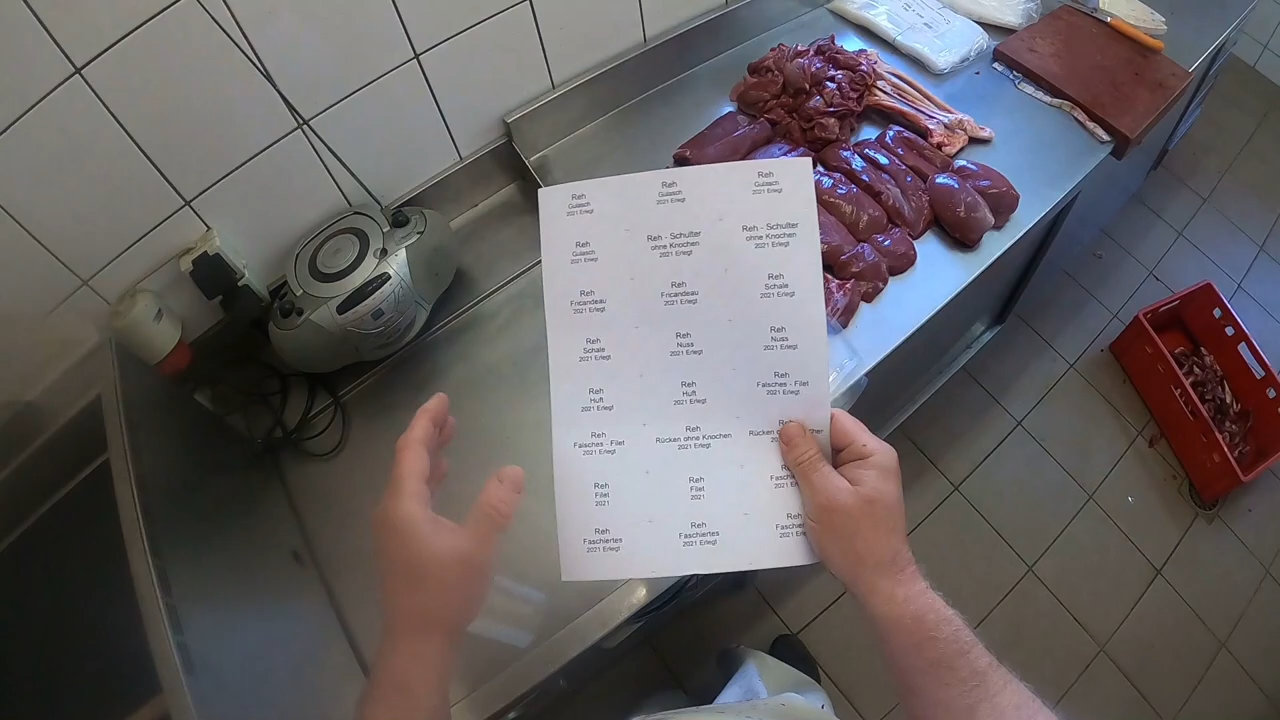 Reh
Gulasch
2021 Erlegt
Reh
Gulasch
2021 Erlegt
Reh
Gulasch
2021 Erlegt
Reh
Gulasch
2021 Erlegt
Reh - Schulter
ohne Knochen
2021 Erlegt
Reh - Schulter
ohne Knochen
2021 Erlegt
Reh
Fricandeau
2021 Erlegt
Reh
Fricandeau
2021 Erlegt
Reh
Schale
2021 Erlegt
Reh
Schale
2021 Erlegt
Reh
Nuss
2021 Erlegt
Reh
Nuss
2021 Erlegt
Reh
Huft
2021 Erlegt
Reh
Huft
2021 Erlegt
Reh
Falsches - Filet
2021 Erlegt
Reh
Falsches - Filet
2021 Erlegt
Reh
Rücken ohne Knochen
2021 Erlegt
Rücken
Reh
Filet
2021
Reh
Filet
2021
Reh
Faschiertes
2021 Erlegt
Reh
Faschiertes
2021 Erlegt
Reh